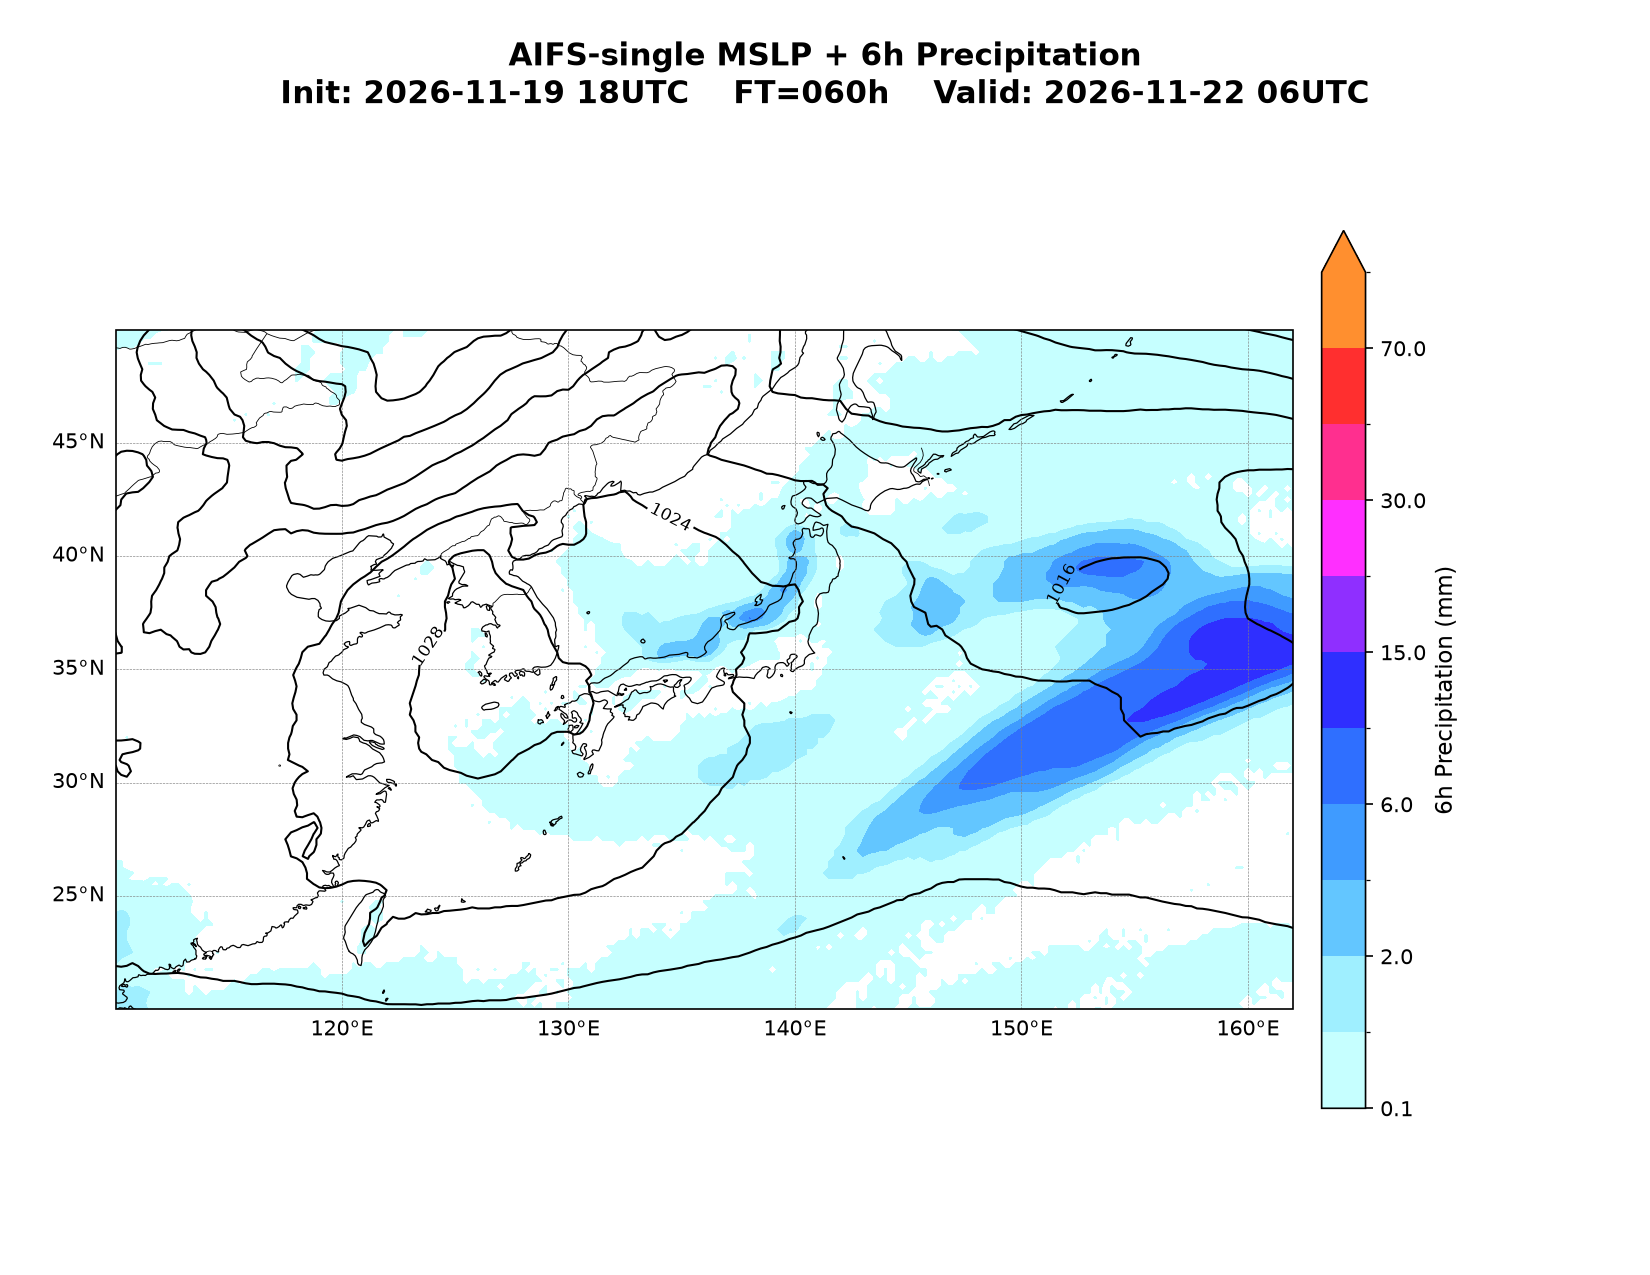 AIFS-single MSLP + 6h Precipitation
Init: 2026-11-19 18UTC    FT=060h    Valid: 2026-11-22 06UTC
70.0
30.0
15.0
6.0
2.0
0.1
6h Precipitation (mm)
45°N
40°N
35°N
30°N
25°N
120°E
130°E
140°E
150°E
160°E
1024
1016
1028